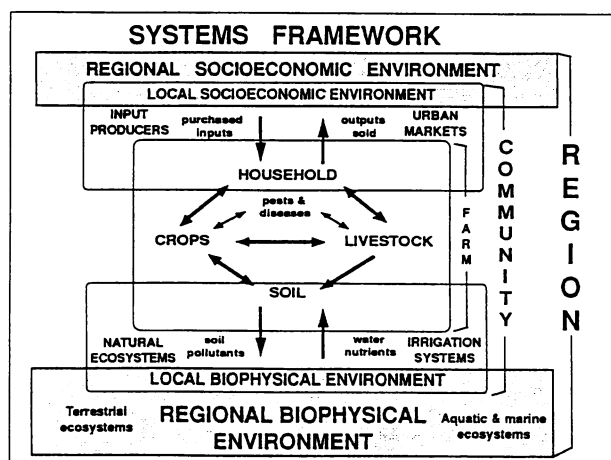 SYSTEMS FRAMEWORK
REGIONAL SOCIOECONOMIC ENVIRONMENT
LOCAL SOCIOECONOMIC ENVIRONMENT
INPUT
PRODUCERS
purchased
inputs
outputs
sold
URBAN
MARKETS
HOUSEHOLD
pests &
diseases
CROPS
LIVESTOCK
SOIL
FARM
COMMUNITY
REGION
NATURAL
ECOSYSTEMS
soil
pollutants
water
nutrients
IRRIGATION
SYSTEMS
LOCAL BIOPHYSICAL ENVIRONMENT
Terrestrial
ecosystems
REGIONAL BIOPHYSICAL
ENVIRONMENT
Aquatic & marine
ecosystems